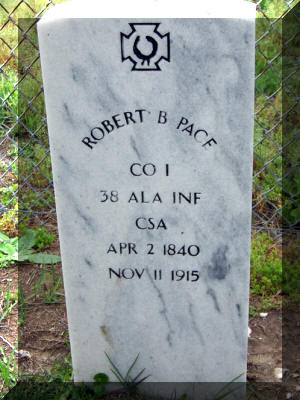 ROBERT B PACE
CO I
38 ALA INF
CSA
APR 2 1840
NOV 11 1915